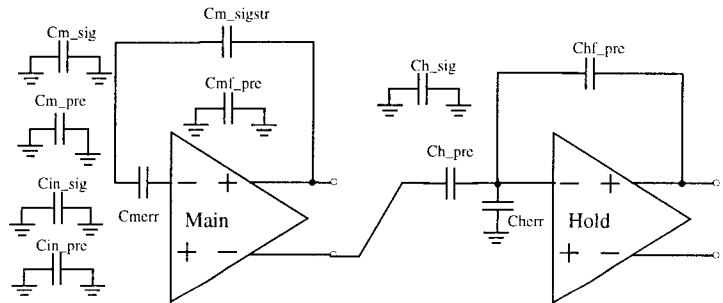 Cm_sigstr
Cm_sig
Chf_pre
Ch_sig
Cmf_pre
Cm_pre
Ch_pre
− +
− +
Cin_sig
Cmerr
Main
Cherr
Hold
Cin_pre
+ −
+ −